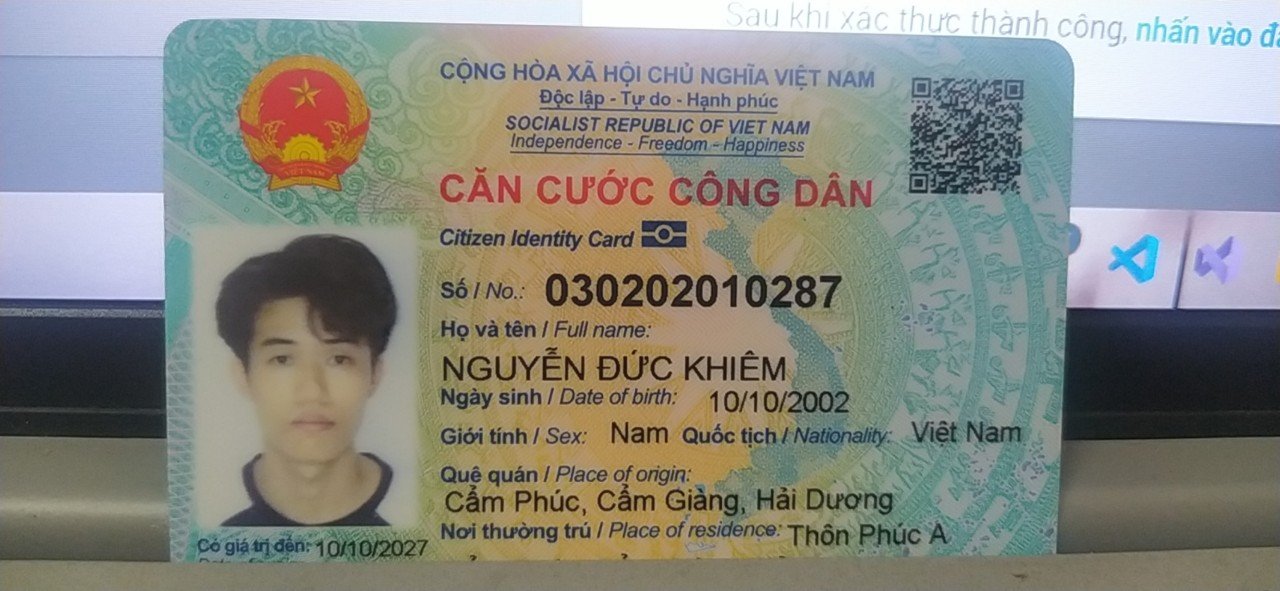 Sau khi xác thực thành công, nhấn vào
CỘNG HÒA XÃ HỘI CHỦ NGHĨA VIỆT NAM
Độc lập - Tự do - Hạnh phúc
SOCIALIST REPUBLIC OF VIET NAM
Independence - Freedom - Happiness
CĂN CƯỚC CÔNG DÂN
Citizen Identity Card
Số / No.: 030202010287
Họ và tên / Full name:
NGUYỄN ĐỨC KHIÊM
Ngày sinh / Date of birth: 10/10/2002
Giới tính / Sex: Nam Quốc tịch / Nationality: Việt Nam
Quê quán / Place of origin:
Cẩm Phúc, Cẩm Giàng, Hải Dương
Nơi thường trú / Place of residence: Thôn Phúc A
Có giá trị đến: 10/10/2027